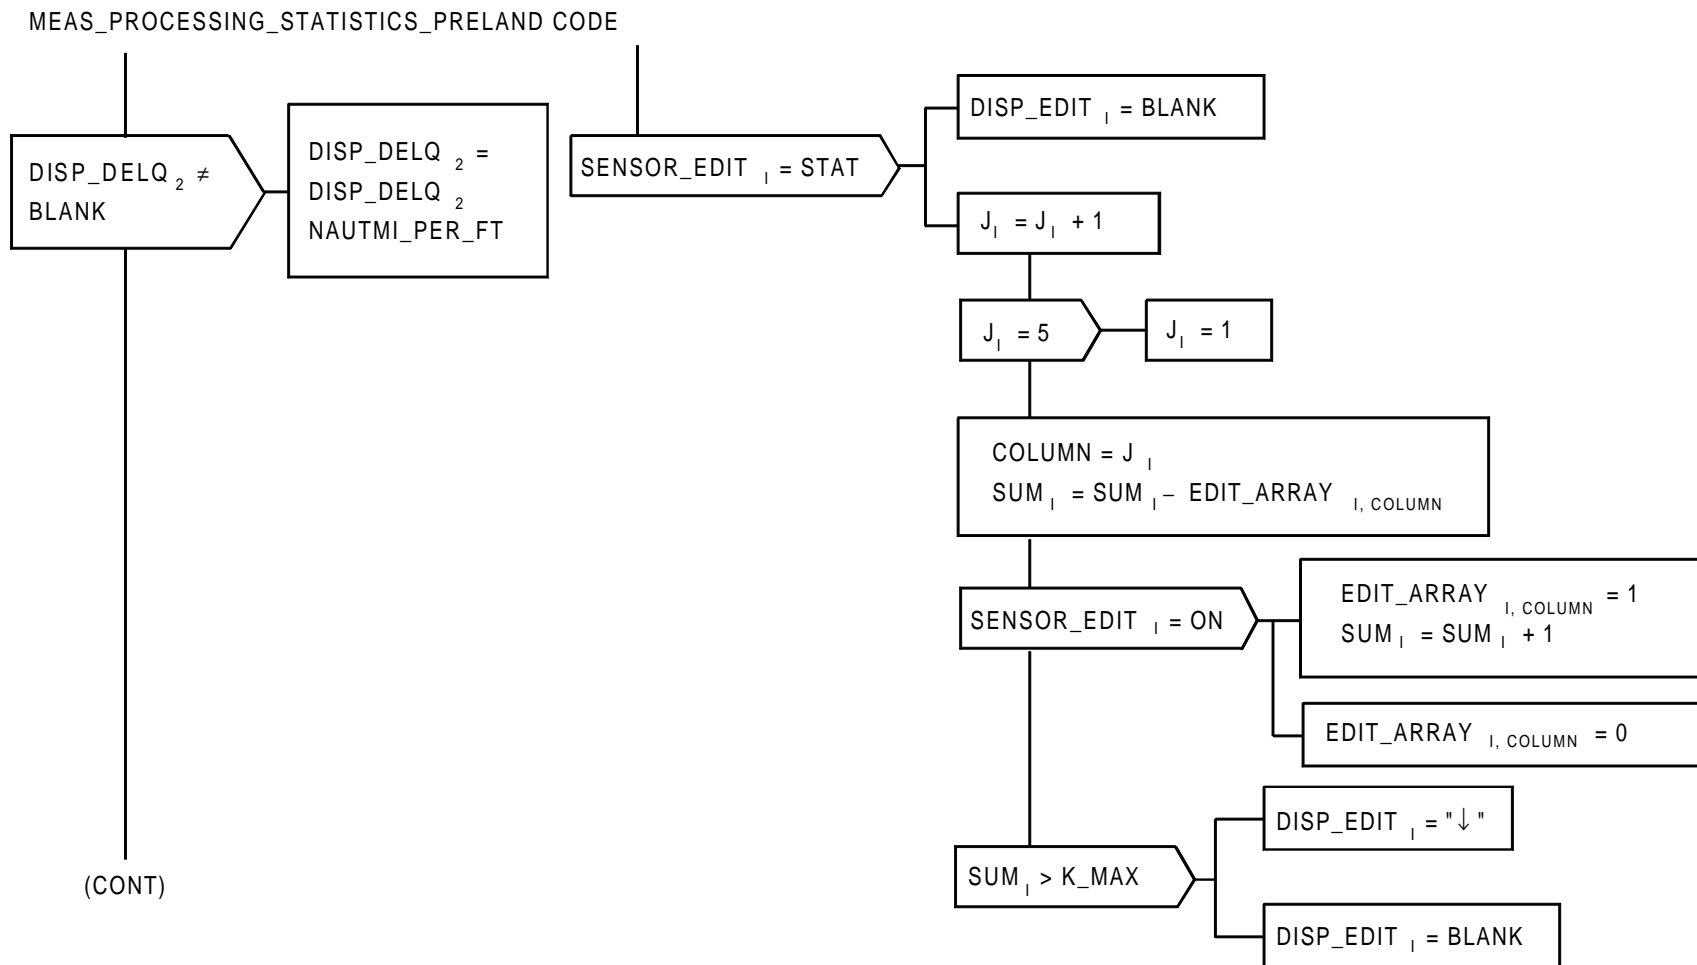 MEAS_PROCESSING_STATISTICS_PRELAND CODE
DISP_DELQ 2 ≠
BLANK
DISP_DELQ 2 =
DISP_DELQ 2
NAUTMI_PER_FT
(CONT)
SENSOR_EDIT I = STAT
DISP_EDIT I = BLANK
J I = J I + 1
J I = 5
J I = 1
COLUMN = J I
SUM I = SUM I – EDIT_ARRAY I, COLUMN
SENSOR_EDIT I = ON
EDIT_ARRAY I, COLUMN = 1
SUM I = SUM I + 1
EDIT_ARRAY I, COLUMN = 0
SUM I > K_MAX
DISP_EDIT I = "↓"
DISP_EDIT I = BLANK